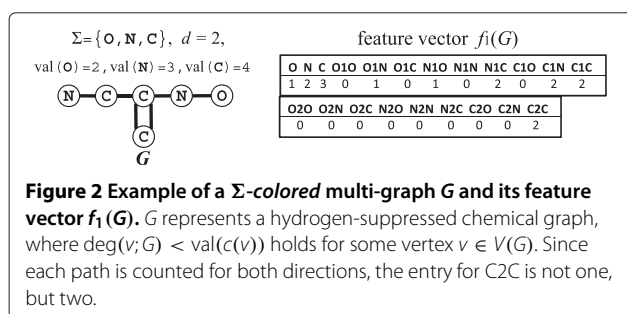 Σ={O,N,C}, d = 2,
val(O)=2, val(N)=3, val(C)=4
N C C N O
C
G
feature vector f₁(G)
O N C O1O O1N O1C N1O N1N N1C C1O C1N C1C
1 2 3 0 1 0 1 0 2 0 2 2
O2O O2N O2C N2O N2N N2C C2O C2N C2C
0 0 0 0 0 0 0 0 2
Figure 2 Example of a Σ-colored multi-graph G and its feature
vector f₁(G). G represents a hydrogen-suppressed chemical graph,
where deg(v; G) < val(c(v)) holds for some vertex v ∈ V(G). Since
each path is counted for both directions, the entry for C2C is not one,
but two.